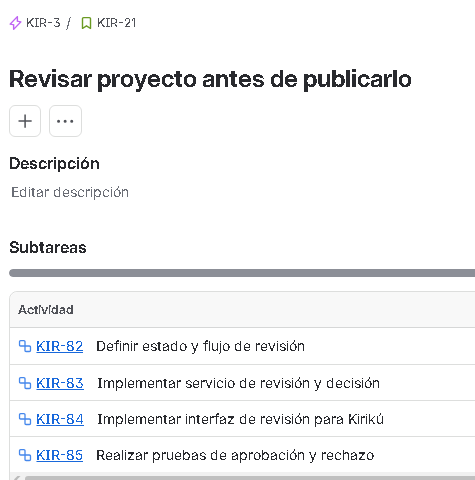 KIR-3 / KIR-21
Revisar proyecto antes de publicarlo
Descripción
Editar descripción
Subtareas
Actividad
KIR-82 Definir estado y flujo de revisión
KIR-83 Implementar servicio de revisión y decisión
KIR-84 Implementar interfaz de revisión para Kirikú
KIR-85 Realizar pruebas de aprobación y rechazo